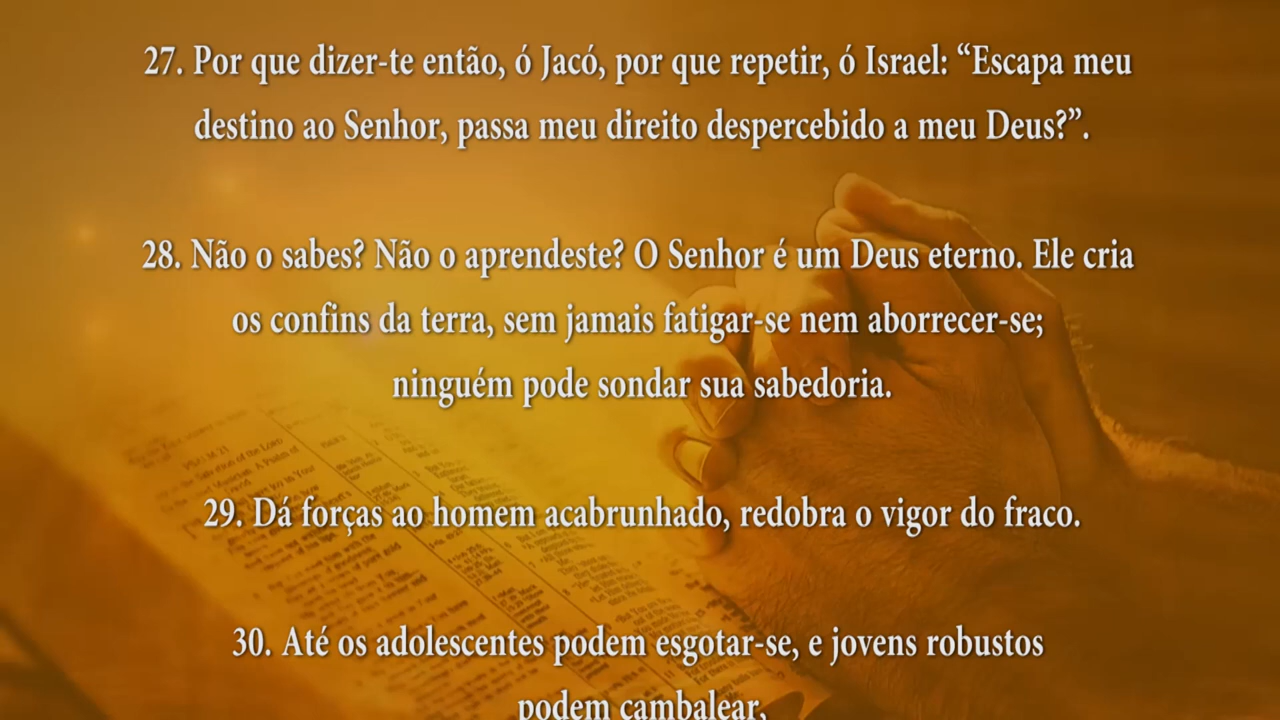 27. Por que dizer-te então, ó Jacó, por que repetir, ó Israel: “Escapa meu
destino ao Senhor, passa meu direito despercebido a meu Deus?”.
28. Não o sabes? Não o aprendeste? O Senhor é um Deus eterno. Ele cria
os confins da terra, sem jamais fatigar-se nem aborrecer-se;
ninguém pode sondar sua sabedoria.
29. Dá forças ao homem acabrunhado, redobra o vigor do fraco.
30. Até os adolescentes podem esgotar-se, e jovens robustos
podem cambalear,